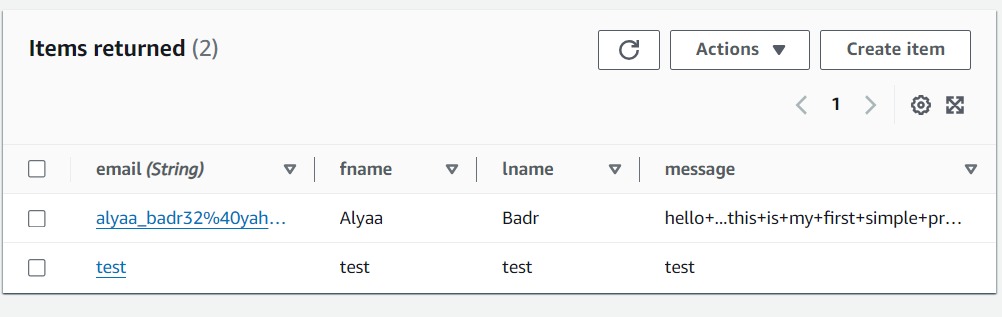 Items returned (2)
Actions
Create item
1
email (String)
fname
lname
message
alyaa_badr32%40yah...
Alyaa
Badr
hello+...this+is+my+first+simple+pr...
test
test
test
test